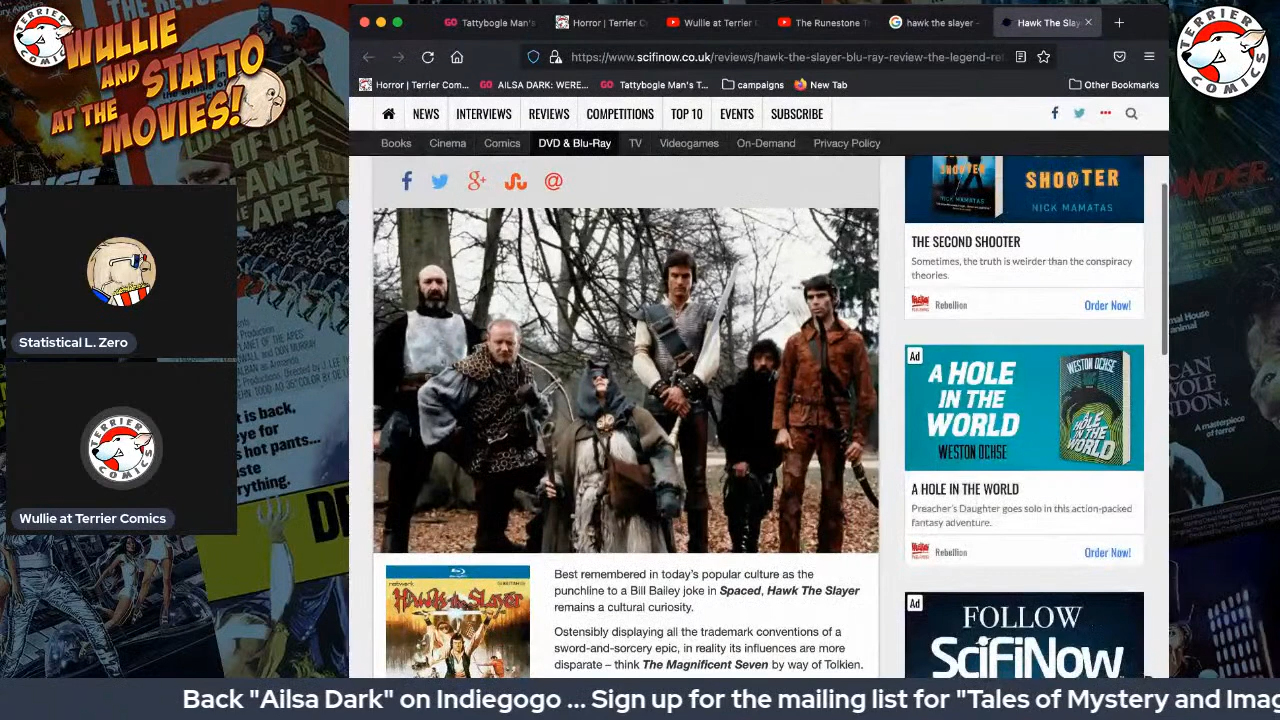 WULLIE
AND STATTO
AT THE
MOVIES!
TERRIER
COMICS
Statistical L. Zero
TERRIER
COMICS
Wullie at Terrier Comics
Tattybogle Man's
Horror | Terrier C
Wullie at Terrier
The Runestone T
hawk the slayer -
Hawk The Slay
https://www.scifinow.co.uk/reviews/hawk-the-slayer-blu-ray-review-the-legend-re
Horror | Terrier Com...
AILSA DARK: WERE...
Tattybogle Man's T...
campaigns
New Tab
Other Bookmarks
NEWS
INTERVIEWS
REVIEWS
COMPETITIONS
TOP 10
EVENTS
SUBSCRIBE
Books
Cinema
Comics
DVD & Blu-Ray
TV
Videogames
On-Demand
Privacy Policy
SHOOTER
NICK MAMATAS
THE SECOND SHOOTER
Sometimes, the truth is weirder than the conspiracy
theories.
Rebellion
Order Now!
Ad
A HOLE
IN THE
WORLD
WESTON OCHSE
WESTON OCHSE
A HOLE IN THE WORLD
Preacher's Daughter goes solo in this action-packed
fantasy adventure.
Rebellion
Order Now!
Ad
FOLLOW
SciFiNow
Hawk the Slayer
Best remembered in today's popular culture as the
punchline to a Bill Bailey joke in Spaced, Hawk The Slayer
remains a cultural curiosity.
Ostensibly displaying all the trademark conventions of a
sword-and-sorcery epic, in reality its influences are more
disparate – think The Magnificent Seven by way of Tolkien.
TERRIER
COMICS
Back "Ailsa Dark" on Indiegogo ... Sign up for the mailing list for "Tales of Mystery and Imag